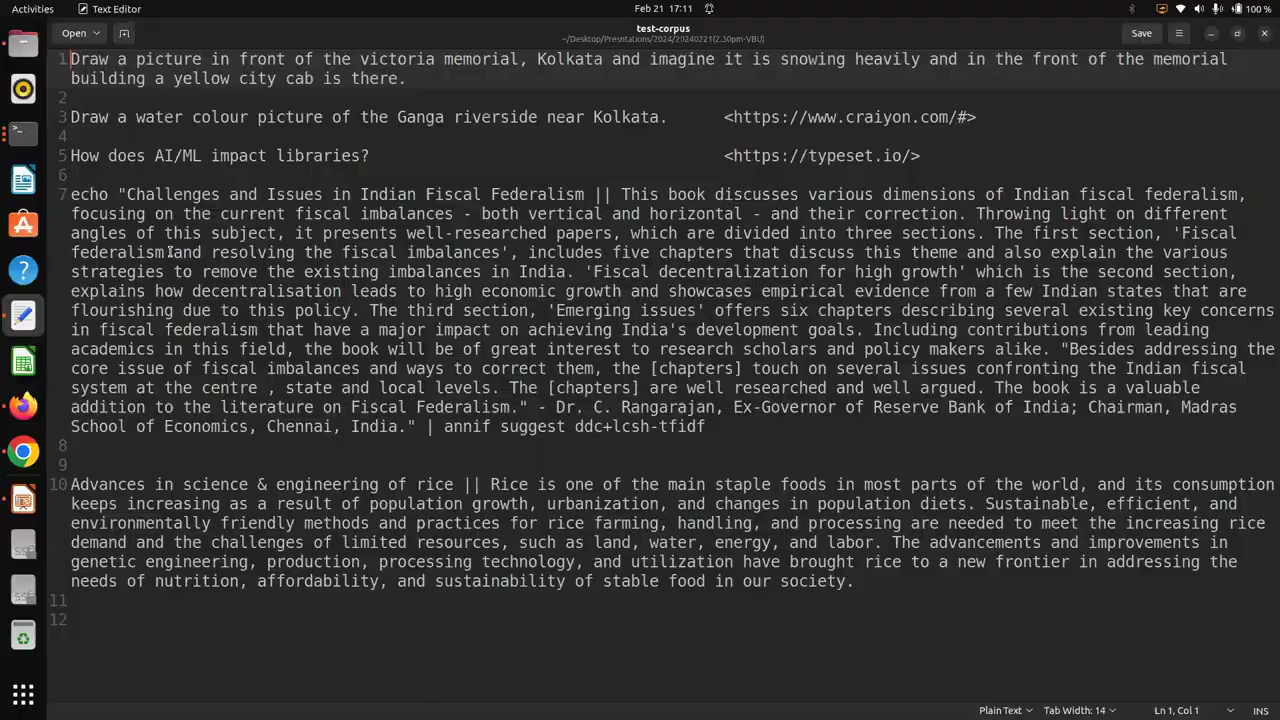 Activities
Text Editor
Feb 21 17:11
100 %
Open
test-corpus
~/Desktop/Presntations/2024/20240221(2.30pm-VBU)
Save
1 Draw a picture in front of the victoria memorial, Kolkata and imagine it is snowing heavily and in the front of the memorial
building a yellow city cab is there.
2
3 Draw a water colour picture of the Ganga riverside near Kolkata. <https://www.craiyon.com/#>
4
5 How does AI/ML impact libraries? <https://typeset.io/>
6
7 echo "Challenges and Issues in Indian Fiscal Federalism || This book discusses various dimensions of Indian fiscal federalism,
focusing on the current fiscal imbalances - both vertical and horizontal - and their correction. Throwing light on different
angles of this subject, it presents well-researched papers, which are divided into three sections. The first section, 'Fiscal
federalism and resolving the fiscal imbalances', includes five chapters that discuss this theme and also explain the various
strategies to remove the existing imbalances in India. 'Fiscal decentralization for high growth' which is the second section,
explains how decentralisation leads to high economic growth and showcases empirical evidence from a few Indian states that are
flourishing due to this policy. The third section, 'Emerging issues' offers six chapters describing several existing key concerns
in fiscal federalism that have a major impact on achieving India's development goals. Including contributions from leading
academics in this field, the book will be of great interest to research scholars and policy makers alike. "Besides addressing the
core issue of fiscal imbalances and ways to correct them, the [chapters] touch on several issues confronting the Indian fiscal
system at the centre , state and local levels. The [chapters] are well researched and well argued. The book is a valuable
addition to the literature on Fiscal Federalism." - Dr. C. Rangarajan, Ex-Governor of Reserve Bank of India; Chairman, Madras
School of Economics, Chennai, India." | annif suggest ddc+lcsh-tfidf
8
9
10 Advances in science & engineering of rice || Rice is one of the main staple foods in most parts of the world, and its consumption
keeps increasing as a result of population growth, urbanization, and changes in population diets. Sustainable, efficient, and
environmentally friendly methods and practices for rice farming, handling, and processing are needed to meet the increasing rice
demand and the challenges of limited resources, such as land, water, energy, and labor. The advancements and improvements in
genetic engineering, production, processing technology, and utilization have brought rice to a new frontier in addressing the
needs of nutrition, affordability, and sustainability of stable food in our society.
11
12
Plain Text
Tab Width: 14
Ln 1, Col 1
INS